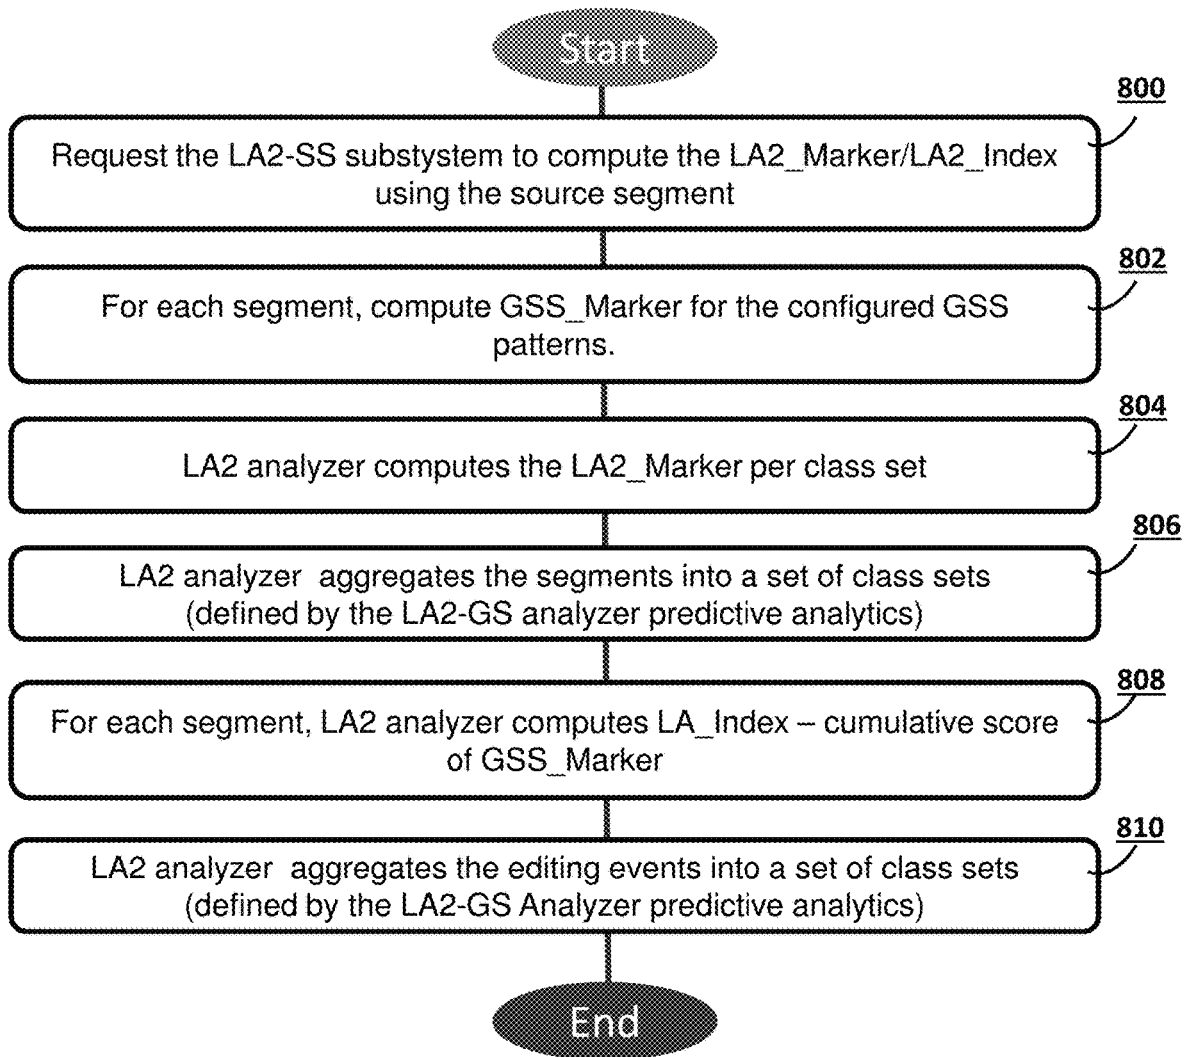 Start
800
Request the LA2-SS substystem to compute the LA2_Marker/LA2_Index
using the source segment
802
For each segment, compute GSS_Marker for the configured GSS
patterns.
804
LA2 analyzer computes the LA2_Marker per class set
806
LA2 analyzer aggregates the segments into a set of class sets
(defined by the LA2-GS analyzer predictive analytics)
808
For each segment, LA2 analyzer computes LA_Index – cumulative score
of GSS_Marker
810
LA2 analyzer aggregates the editing events into a set of class sets
(defined by the LA2-GS Analyzer predictive analytics)
End